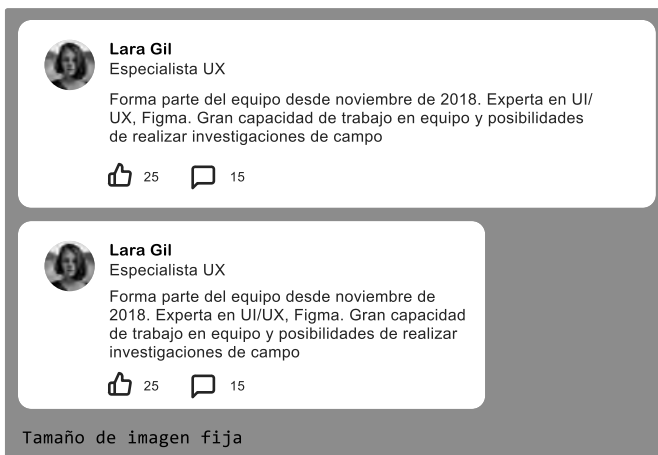 Lara Gil
Especialista UX
Forma parte del equipo desde noviembre de 2018. Experta en UI/
UX, Figma. Gran capacidad de trabajo en equipo y posibilidades
de realizar investigaciones de campo
25 15
Lara Gil
Especialista UX
Forma parte del equipo desde noviembre de
2018. Experta en UI/UX, Figma. Gran capacidad
de trabajo en equipo y posibilidades de realizar
investigaciones de campo
25 15
Tamaño de imagen fija